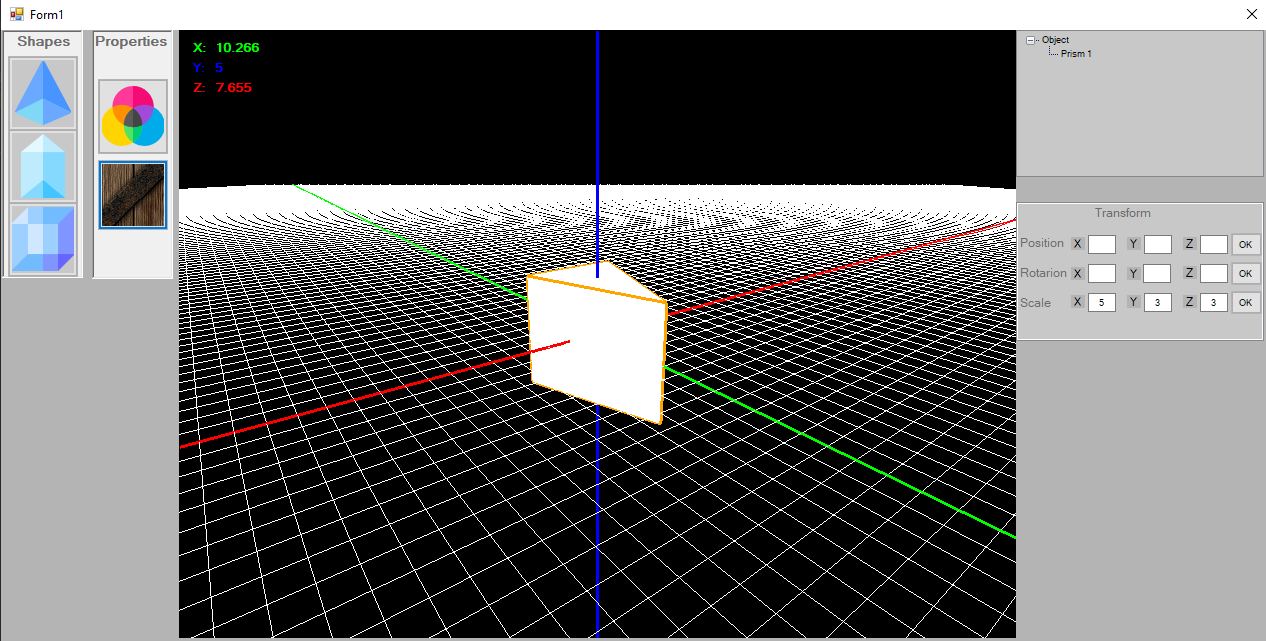 Form1
Shapes
Properties
X: 10.266
Y: 5
Z: 7.655
Object
Prism 1
Transform
Position X Y Z OK
Rotarion X Y Z OK
Scale X 5 Y 3 Z 3 OK